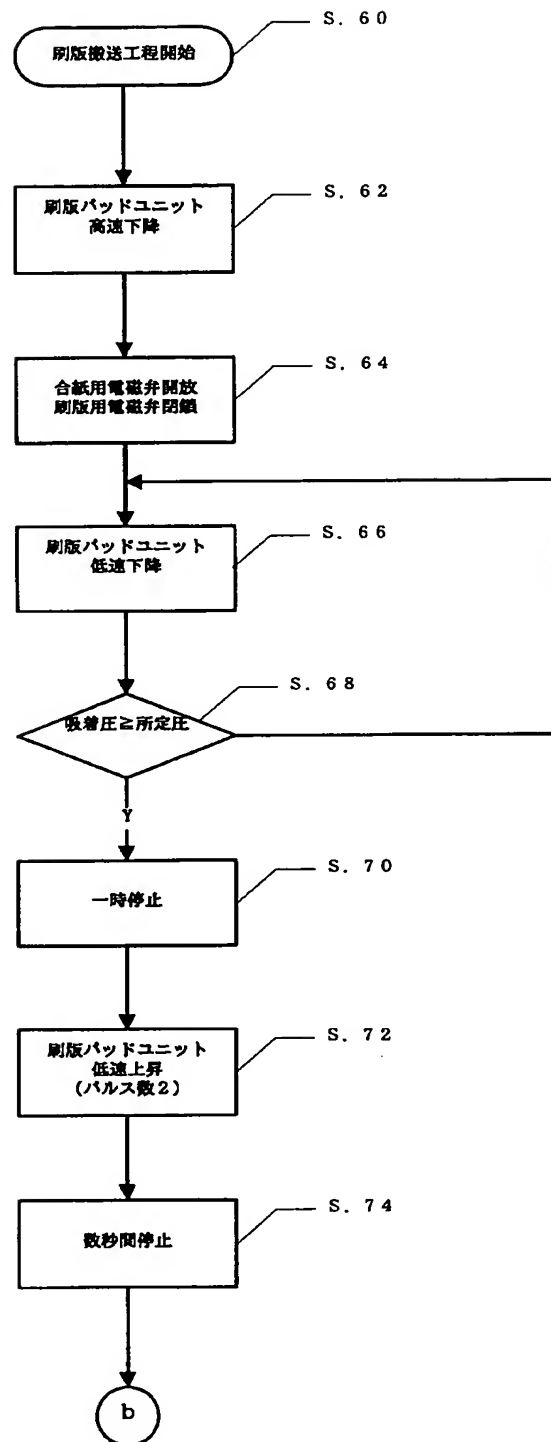 S.60
刷版搬送工程開始
S.62
刷版パッドユニット
高速下降
S.64
合紙用電磁弁開放
刷版用電磁弁閉鎖
S.66
刷版パッドユニット
低速下降
S.68
吸着圧≧所定圧
Y
S.70
一時停止
S.72
刷版パッドユニット
低速上昇
(パルス数2)
S.74
数秒間停止
b